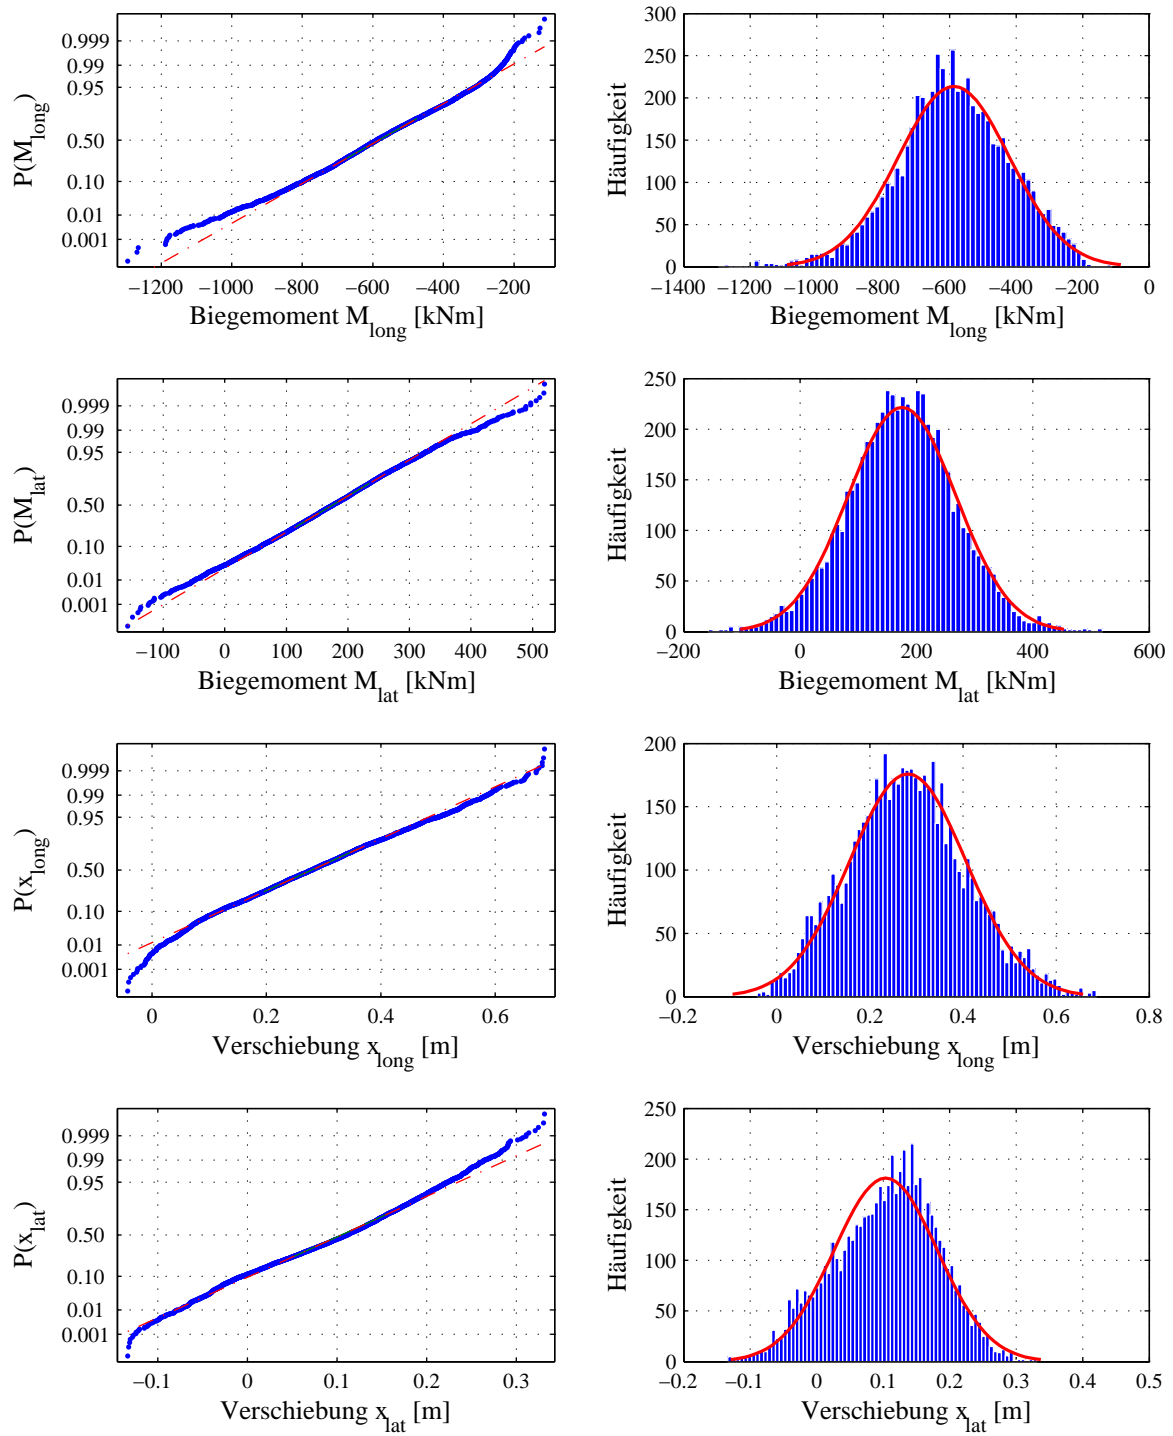 0.999
0.99
0.95
0.50
0.10
0.01
0.001
P(M_long)
−1200 −1000 −800 −600 −400 −200
Biegemoment M_long [kNm]
300
250
200
150
100
50
0
Häufigkeit
−1400 −1200 −1000 −800 −600 −400 −200 0
Biegemoment M_long [kNm]
0.999
0.99
0.95
0.50
0.10
0.01
0.001
P(M_lat)
−100 0 100 200 300 400 500
Biegemoment M_lat [kNm]
250
200
150
100
50
0
Häufigkeit
−200 0 200 400 600
Biegemoment M_lat [kNm]
0.999
0.99
0.95
0.50
0.10
0.01
0.001
P(x_long)
0 0.2 0.4 0.6
Verschiebung x_long [m]
200
150
100
50
0
Häufigkeit
−0.2 0 0.2 0.4 0.6 0.8
Verschiebung x_long [m]
0.999
0.99
0.95
0.50
0.10
0.01
0.001
P(x_lat)
−0.1 0 0.1 0.2 0.3
Verschiebung x_lat [m]
250
200
150
100
50
0
Häufigkeit
−0.2 −0.1 0 0.1 0.2 0.3 0.4 0.5
Verschiebung x_lat [m]